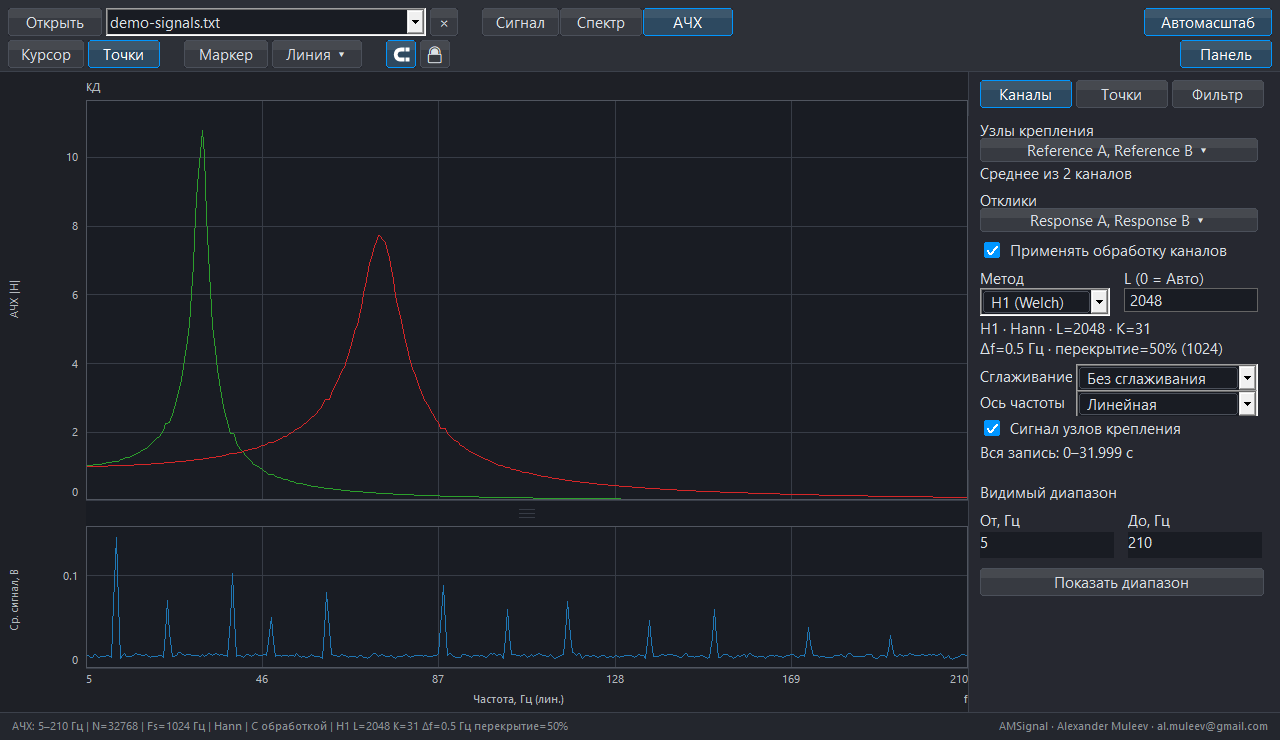 Открыть demo-signals.txt × Сигнал Спектр АЧХ Автомасштаб
Курсор Точки Маркер Линия ▾ Панель
КД
10
8
6
4
2
0
АЧХ |H|
0.1
0
Ср. сигнал, В
5 46 87 128 169 210
Частота, Гц (лин.) f
Каналы Точки Фильтр
Узлы крепления
Reference A, Reference B ▾
Среднее из 2 каналов
Отклики
Response A, Response B ▾
Применять обработку каналов
Метод L (0 = Авто)
H1 (Welch) 2048
H1 · Hann · L=2048 · K=31
Δf=0.5 Гц · перекрытие=50% (1024)
Сглаживание Без сглаживания
Ось частоты Линейная
Сигнал узлов крепления
Вся запись: 0–31.999 с
Видимый диапазон
От, Гц До, Гц
5 210
Показать диапазон
АЧХ: 5–210 Гц | N=32768 | Fs=1024 Гц | Hann | С обработкой | H1 L=2048 K=31 Δf=0.5 Гц перекрытие=50% AMSignal · Alexander Muleev · al.muleev@gmail.com